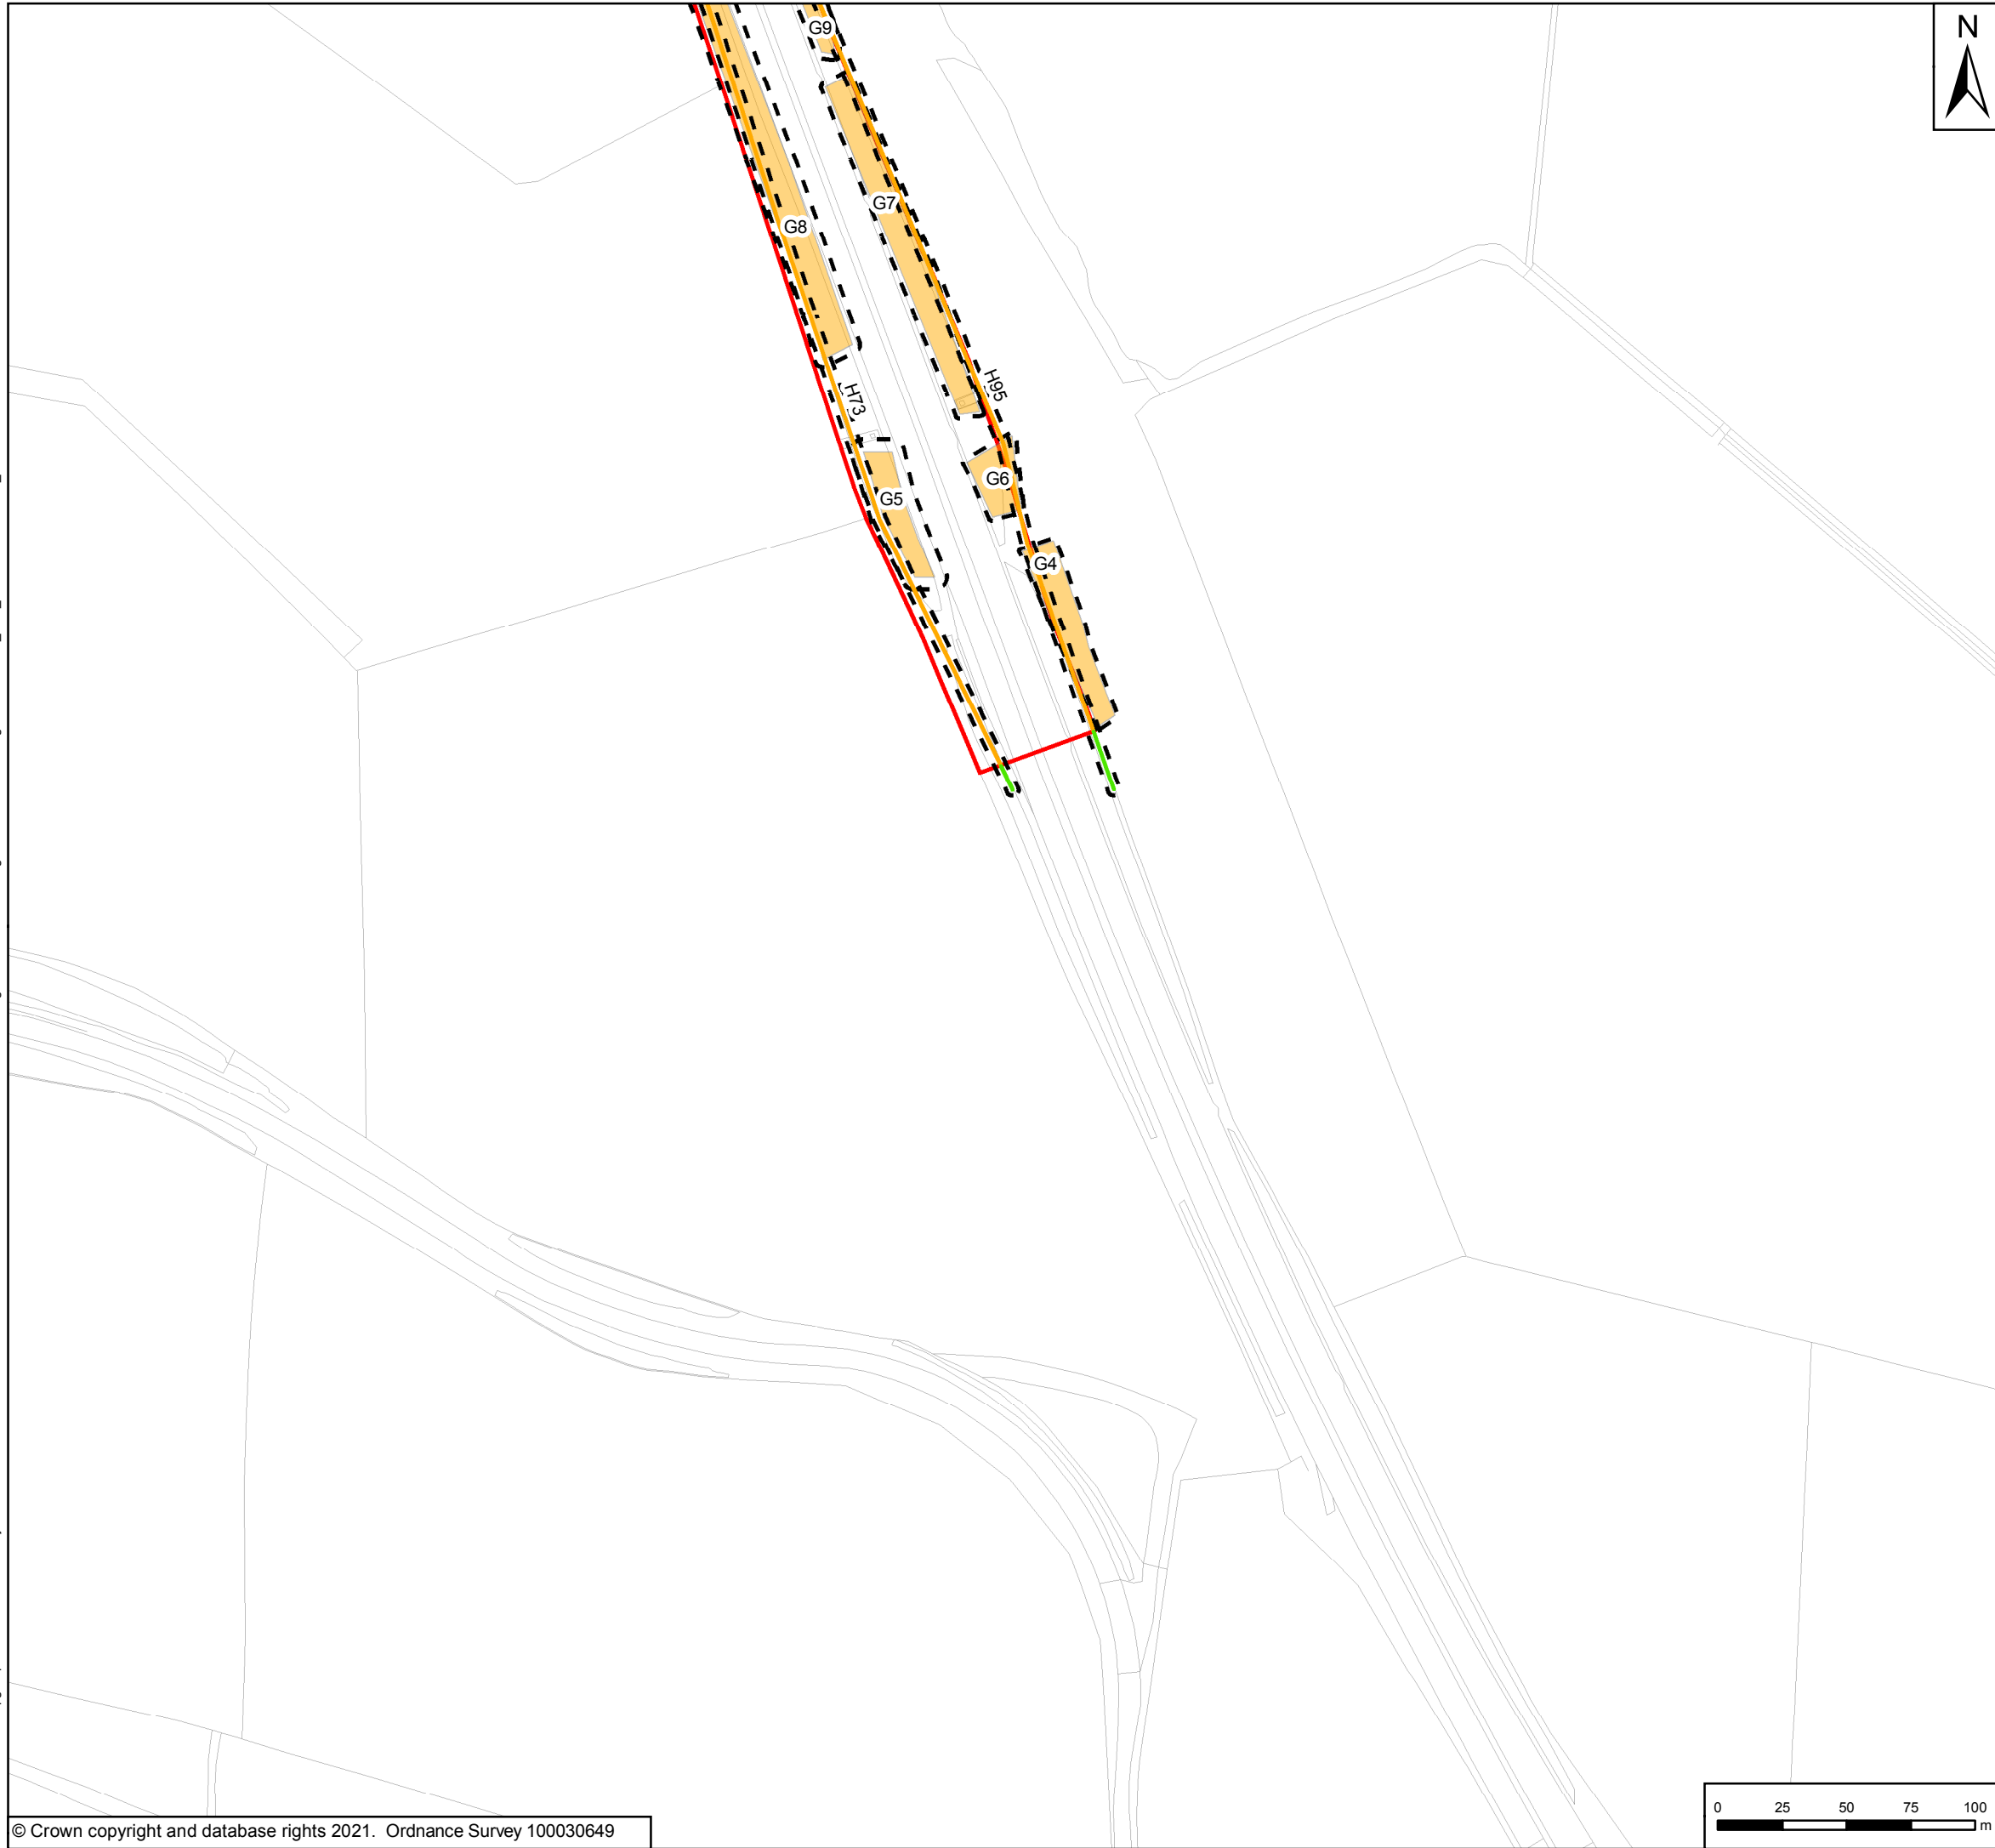 G9
N
G7
G8
H73
H95
G5
G6
G4
0 25 50 75 100
m
© Crown copyright and database rights 2021. Ordnance Survey 100030649